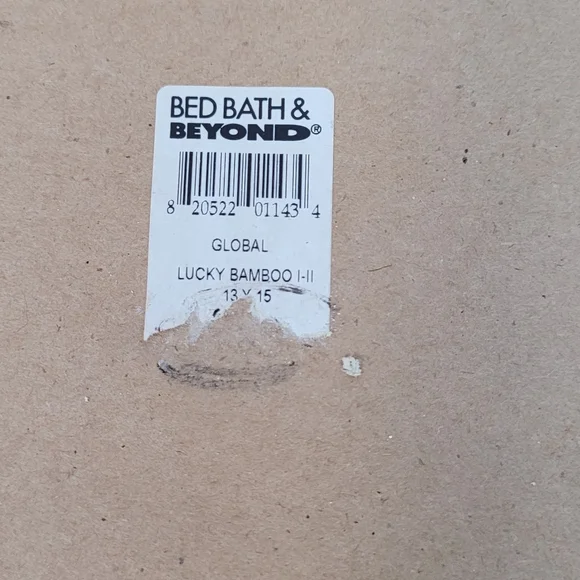 BED BATH &
BEYOND®
8 20522 01143 4
GLOBAL
LUCKY BAMBOO I-II
13 X 15